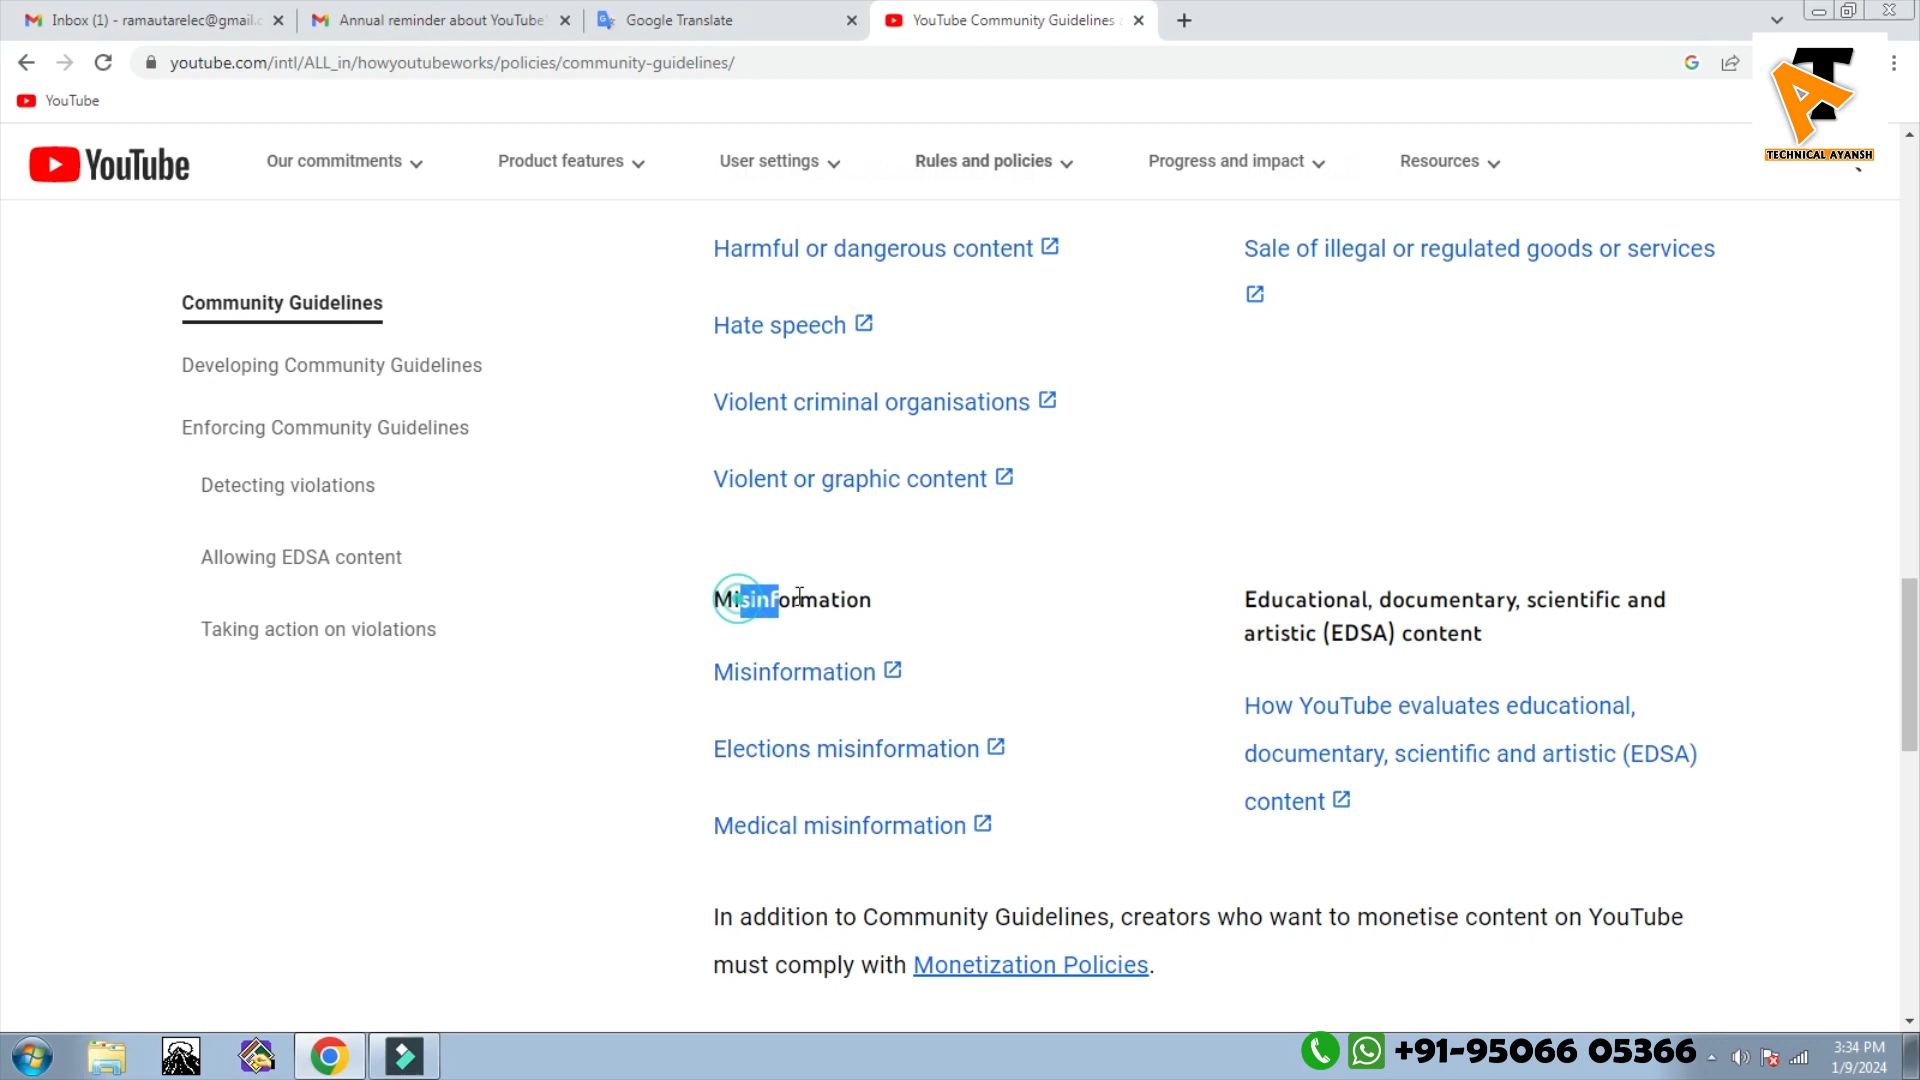 Inbox (1) - ramautarelec@gmail.c
Annual reminder about YouTube'
Google Translate
YouTube Community Guidelines a
youtube.com/intl/ALL_in/howyoutubeworks/policies/community-guidelines/
YouTube
TECHNICAL AYANSH
YouTube
Our commitments
Product features
User settings
Rules and policies
Progress and impact
Resources
Community Guidelines
Developing Community Guidelines
Enforcing Community Guidelines
Detecting violations
Allowing EDSA content
Taking action on violations
Harmful or dangerous content
Hate speech
Violent criminal organisations
Violent or graphic content
Sale of illegal or regulated goods or services
Misinformation
Misinformation
Elections misinformation
Medical misinformation
Educational, documentary, scientific and
artistic (EDSA) content
How YouTube evaluates educational,
documentary, scientific and artistic (EDSA)
content
In addition to Community Guidelines, creators who want to monetise content on YouTube
must comply with Monetization Policies.
+91-95066 05366
3:34 PM
1/9/2024